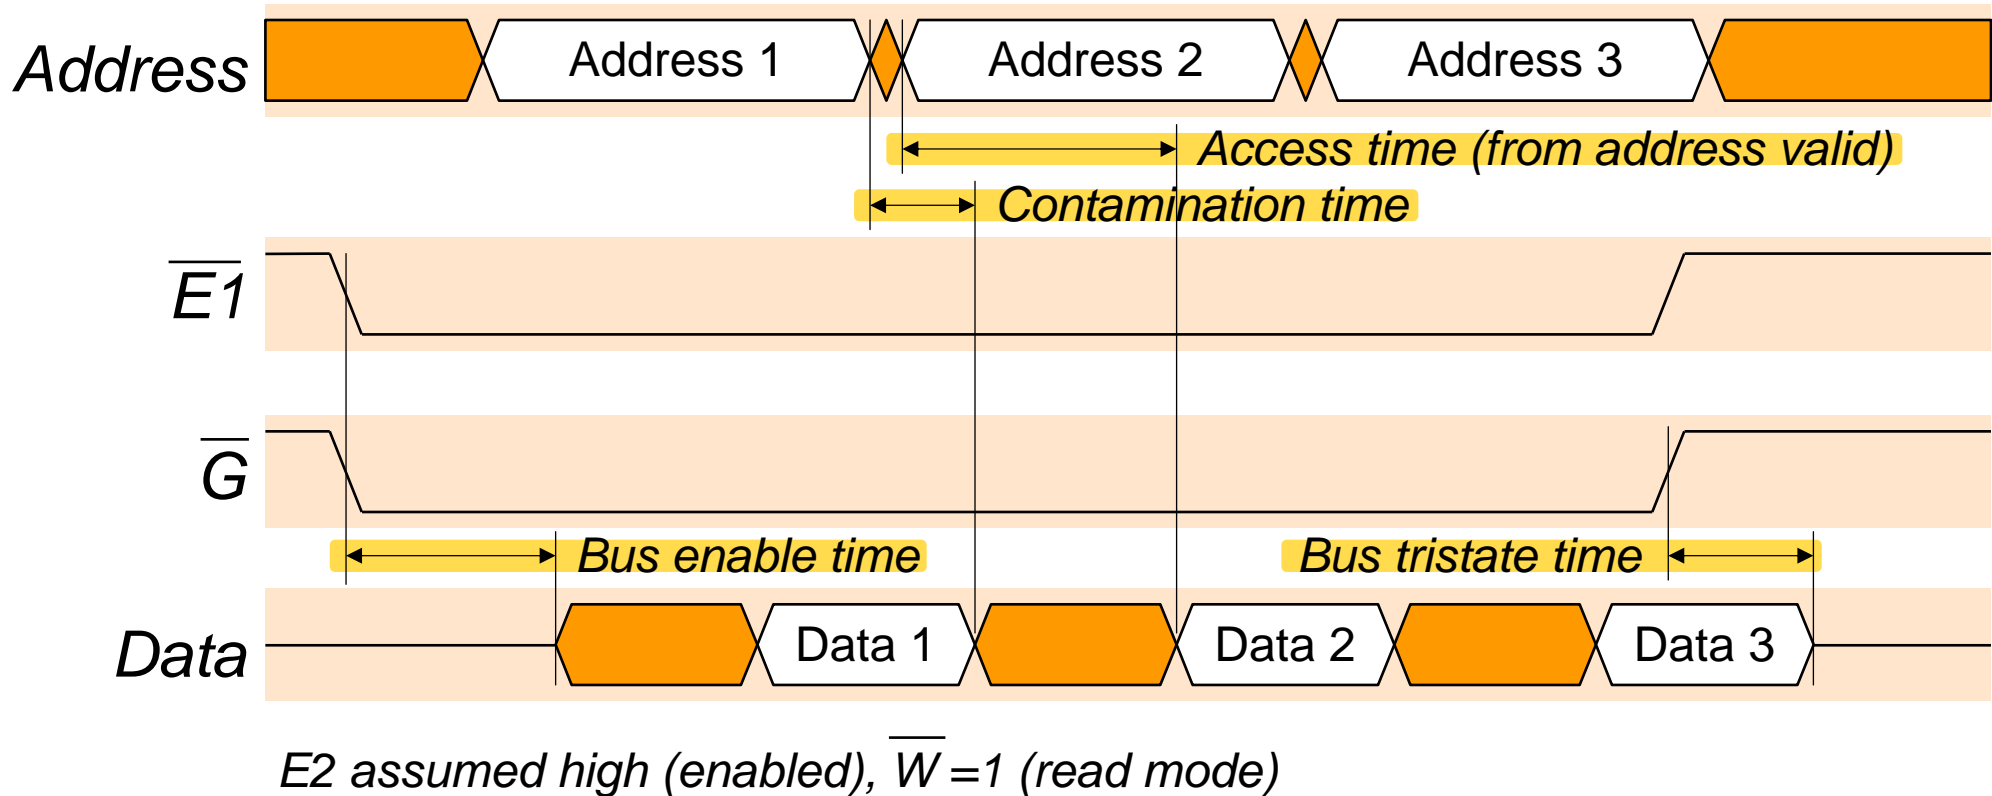 Address Address 1 Address 2 Address 3
Access time (from address valid)
Contamination time
E1
G
Bus enable time Bus tristate time
Data Data 1 Data 2 Data 3
E2 assumed high (enabled), W̅ =1 (read mode)